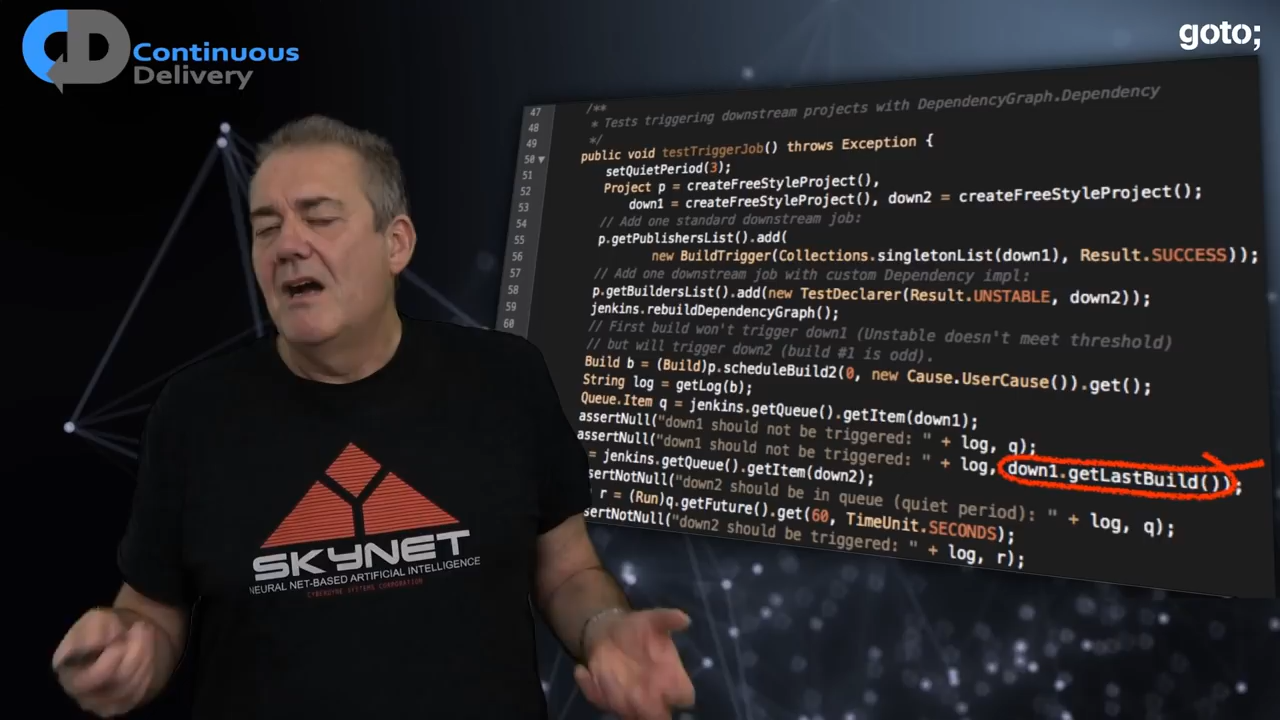 Continuous
Delivery
goto;
47 /**
48 * Tests triggering downstream projects with DependencyGraph.Dependency
49 */
50 public void testTriggerJob() throws Exception {
51 setQuietPeriod(3);
52 Project p = createFreeStyleProject(),
53 down1 = createFreeStyleProject(), down2 = createFreeStyleProject();
54 // Add one standard downstream job:
55 p.getPublishersList().add(
56 new BuildTrigger(Collections.singletonList(down1), Result.SUCCESS));
57 // Add one downstream job with custom Dependency impl:
58 p.getBuildersList().add(new TestDeclarer(Result.UNSTABLE, down2));
59 jenkins.rebuildDependencyGraph();
60 // First build won't trigger down1 (Unstable doesn't meet threshold)
// but will trigger down2 (build #1 is odd).
Build b = (Build)p.scheduleBuild2(0, new Cause.UserCause()).get();
String log = getLog(b);
Queue.Item q = jenkins.getQueue().getItem(down1);
assertNull("down1 should not be triggered: " + log, q);
assertNull("down1 should not be triggered: " + log, down1.getLastBuild());
= jenkins.getQueue().getItem(down2);
ssertNotNull("down2 should be in queue (quiet period): " + log, q);
r = (Run)q.getFuture().get(60, TimeUnit.SECONDS);
ssertNotNull("down2 should be triggered: " + log, r);
SKYNET
NEURAL NET-BASED ARTIFICIAL INTELLIGENCE
CYBERDYNE SYSTEMS CORPORATION